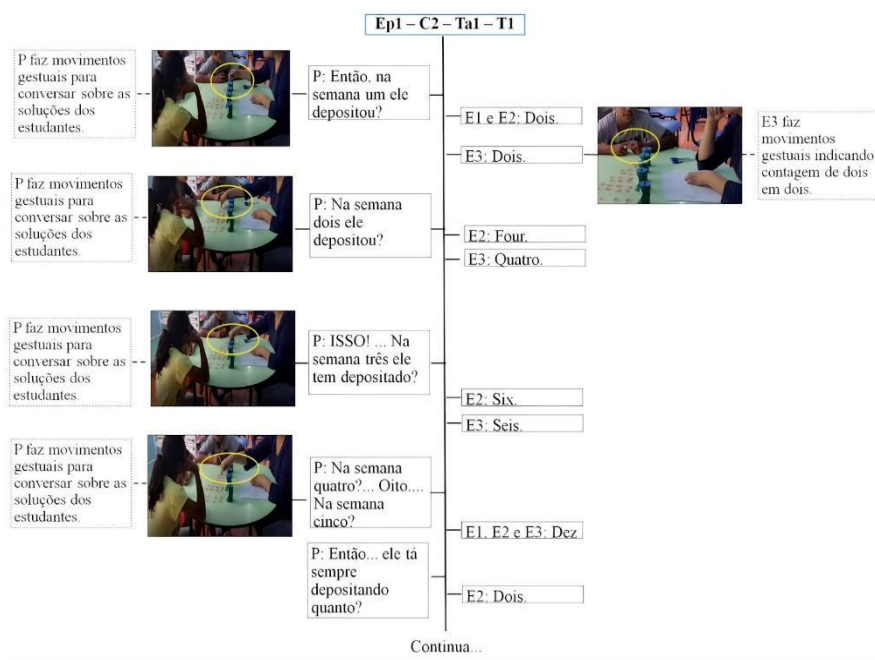 Ep1 – C2 – Ta1 – T1
P faz movimentos
gestuais para
conversar sobre as
soluções dos
estudantes.
P: Então. na
semana um ele
depositou?
E1 e E2: Dois.
E3: Dois.
E3 faz
movimentos
gestuais indicando
contagem de dois
em dois.
P faz movimentos
gestuais para
conversar sobre as
soluções dos
estudantes.
P: Na semana
dois ele
depositou?
E2: Four.
E3: Quatro.
P faz movimentos
gestuais para
conversar sobre as
soluções dos
estudantes.
P: ISSO! ... Na
semana três ele
tem depositado?
E2: Six.
E3: Seis.
P faz movimentos
gestuais para
conversar sobre as
soluções dos
estudantes.
P: Na semana
quatro?... Oito....
Na semana
cinco?
E1, E2 e E3: Dez
P: Então... ele tá
sempre
depositando
quanto?
E2: Dois.
Continua...